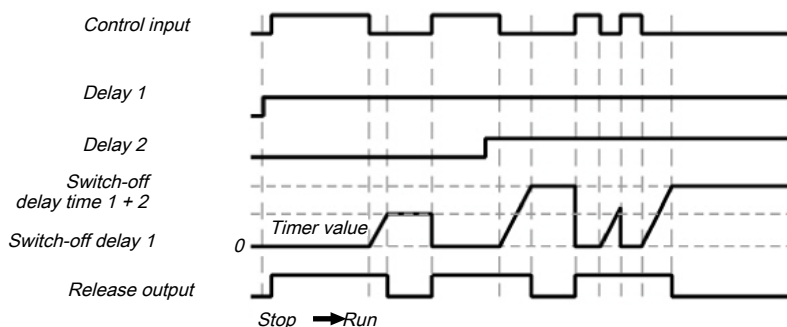 Control input
Delay 1
Delay 2
Switch-off
delay time 1 + 2
Timer value
Switch-off delay 1
0
Release output
Stop
Run